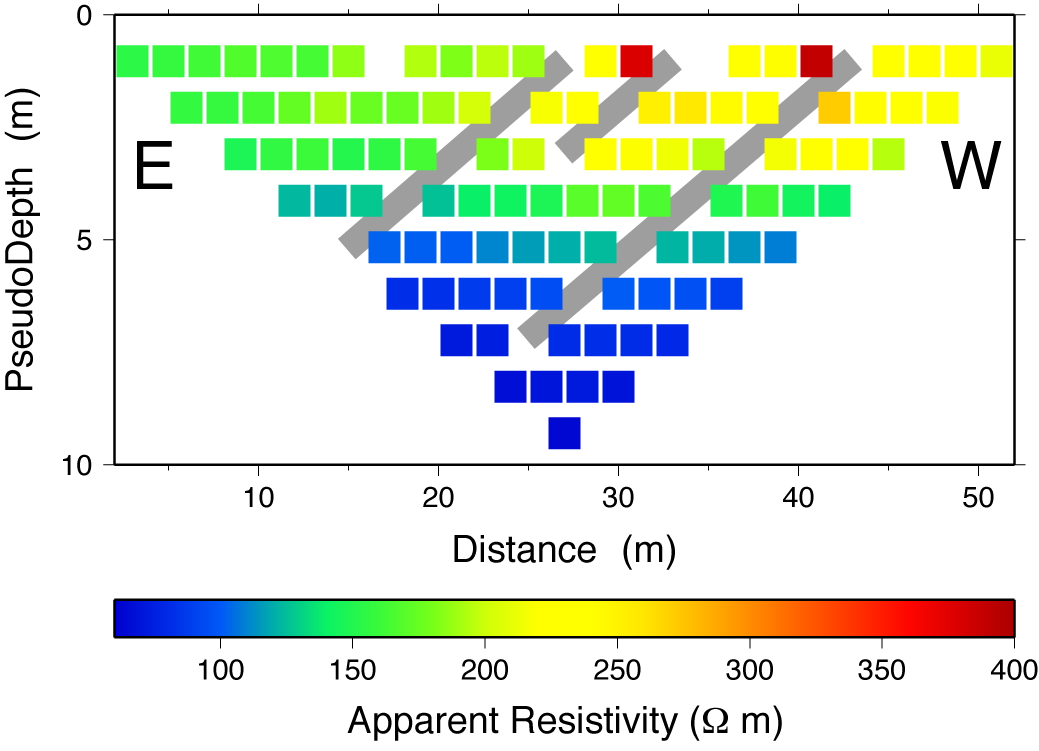 0
5
10
PseudoDepth (m)
E
W
10 20 30 40 50
Distance (m)
100 150 200 250 300 350 400
Apparent Resistivity (Ω m)